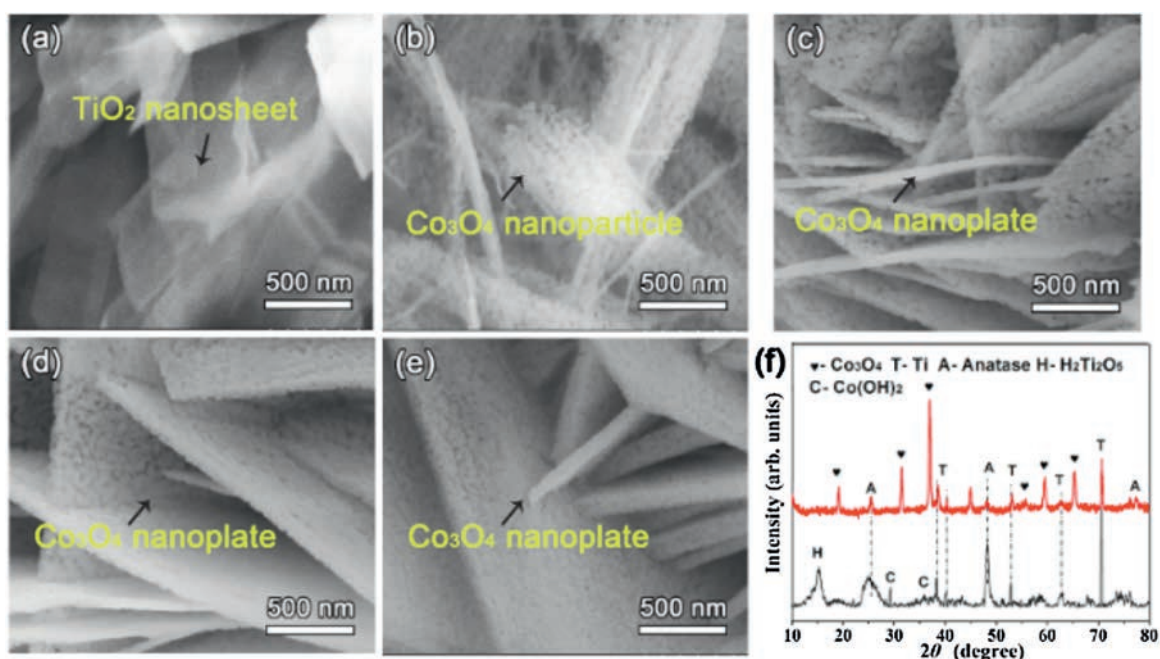 (a)
TiO₂ nanosheet
500 nm
(b)
Co₃O₄ nanoparticle
500 nm
(c)
Co₃O₄ nanoplate
500 nm
(d)
Co₃O₄ nanoplate
500 nm
(e)
Co₃O₄ nanoplate
500 nm
(f)
♥- Co₃O₄ T- Ti A- Anatase H- H₂Ti₂O₅
C- Co(OH)₂
Intensity (arb. units)
A T A T T T A
H C C
10 20 30 40 50 60 70 80
2θ (degree)